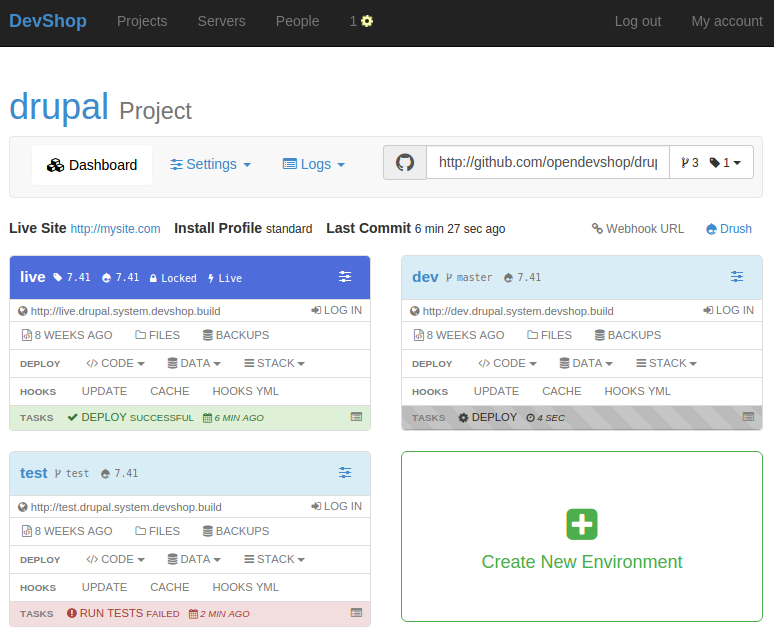 DevShop Projects Servers People 1 Log out My account
drupal Project
Dashboard Settings Logs http://github.com/opendevshop/drup 3 1
Live Site http://mysite.com Install Profile standard Last Commit 6 min 27 sec ago Webhook URL Drush
live 7.41 7.41 Locked Live
http://live.drupal.system.devshop.build LOG IN
8 WEEKS AGO FILES BACKUPS
DEPLOY CODE DATA STACK
HOOKS UPDATE CACHE HOOKS YML
TASKS DEPLOY SUCCESSFUL 6 MIN AGO
dev master 7.41
http://dev.drupal.system.devshop.build LOG IN
8 WEEKS AGO FILES BACKUPS
DEPLOY CODE DATA STACK
HOOKS UPDATE CACHE HOOKS YML
TASKS DEPLOY 4 SEC
test test 7.41
http://test.drupal.system.devshop.build LOG IN
8 WEEKS AGO FILES BACKUPS
DEPLOY CODE DATA STACK
HOOKS UPDATE CACHE HOOKS YML
TASKS RUN TESTS FAILED 2 MIN AGO
Create New Environment